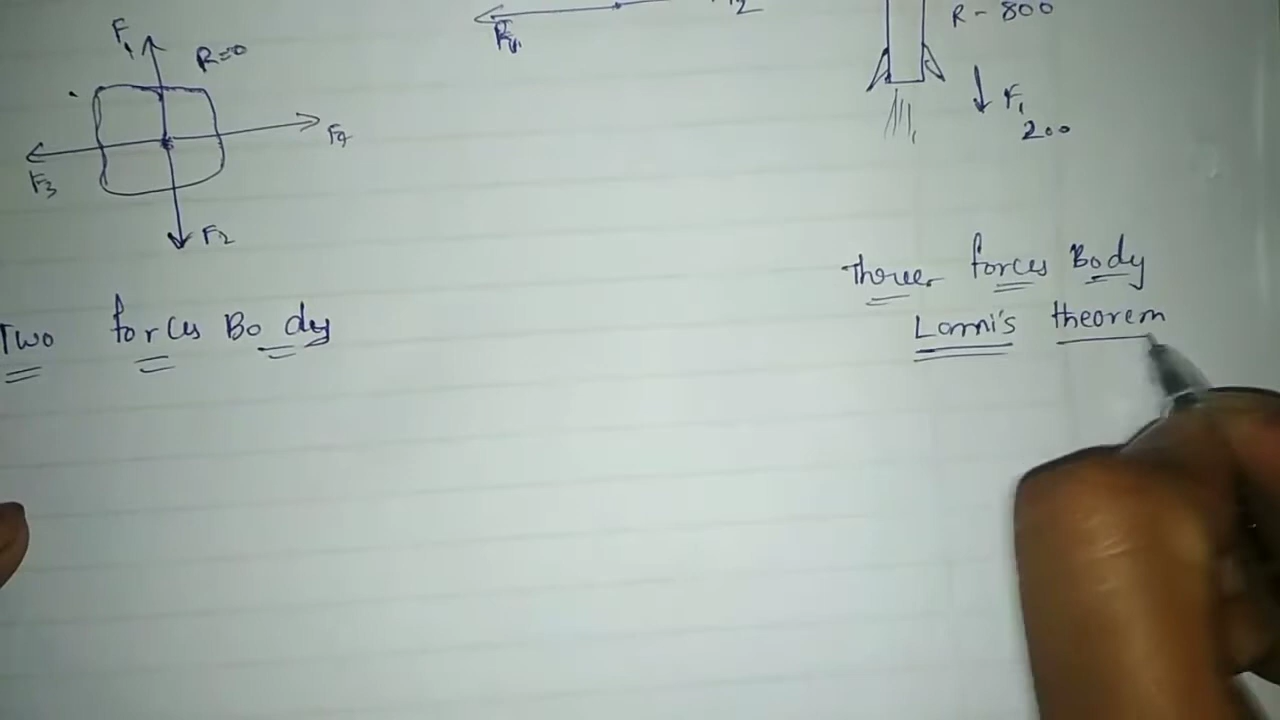 F1
R=0
F4
F3
F2
R - 800
F1
200
Two forces Body
Three forces Body
Lami's theorem